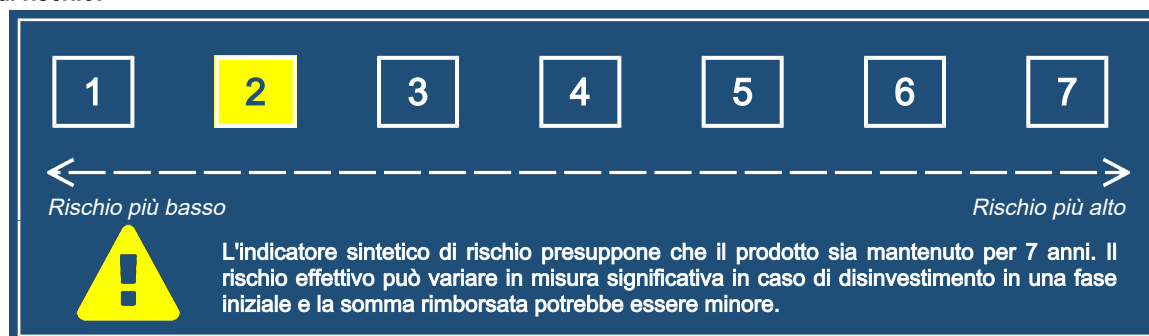 1 2 3 4 5 6 7
Rischio più basso Rischio più alto
L'indicatore sintetico di rischio presuppone che il prodotto sia mantenuto per 7 anni. Il
rischio effettivo può variare in misura significativa in caso di disinvestimento in una fase
iniziale e la somma rimborsata potrebbe essere minore.